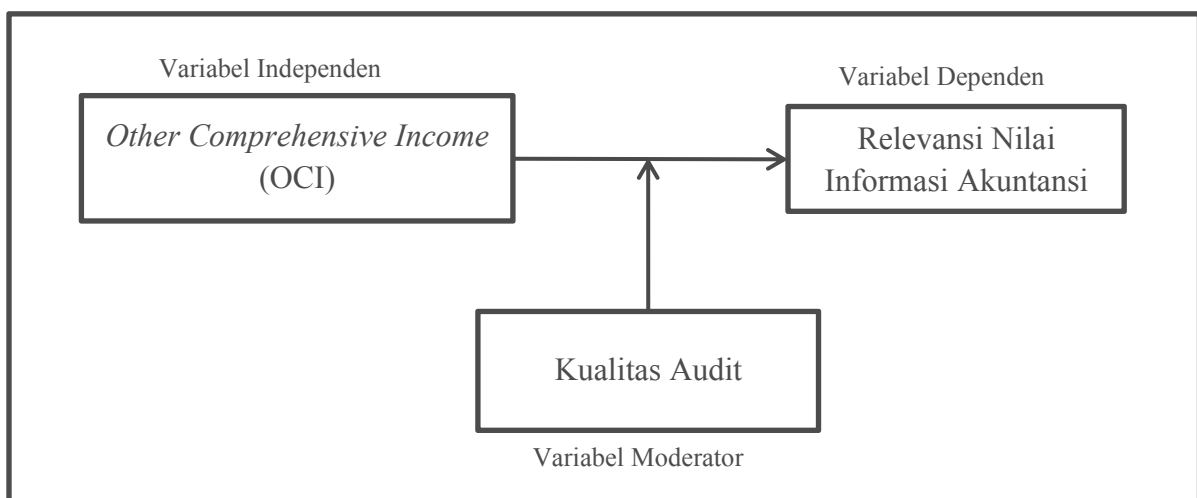 Variabel Independen
Other Comprehensive Income
(OCI)
Variabel Dependen
Relevansi Nilai
Informasi Akuntansi
Kualitas Audit
Variabel Moderator